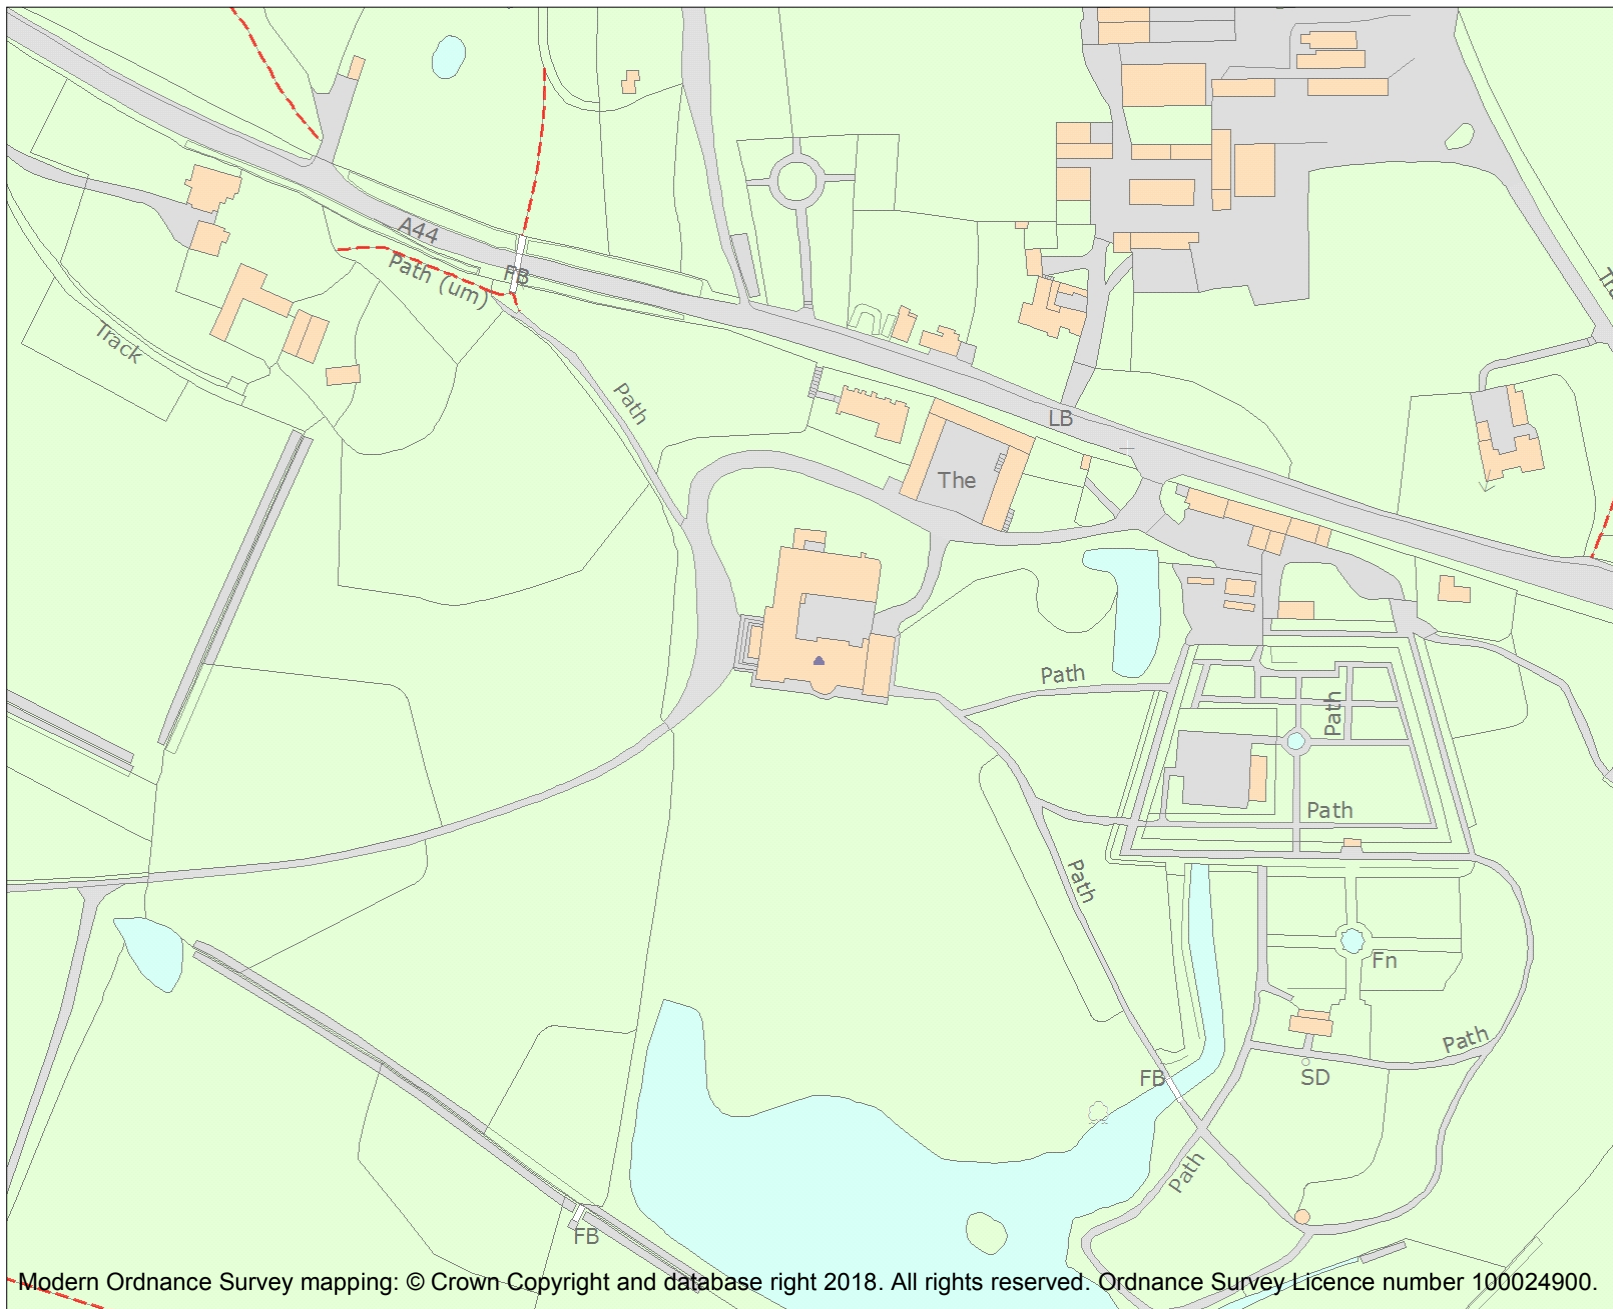 A44
FB
Path (um)
Track
Path
LB
The
Path
Path
Path
Path
Fn
Path
FB
SD
Path
FB
Modern Ordnance Survey mapping: © Crown Copyright and database right 2018. All rights reserved. Ordnance Survey Licence number 100024900.